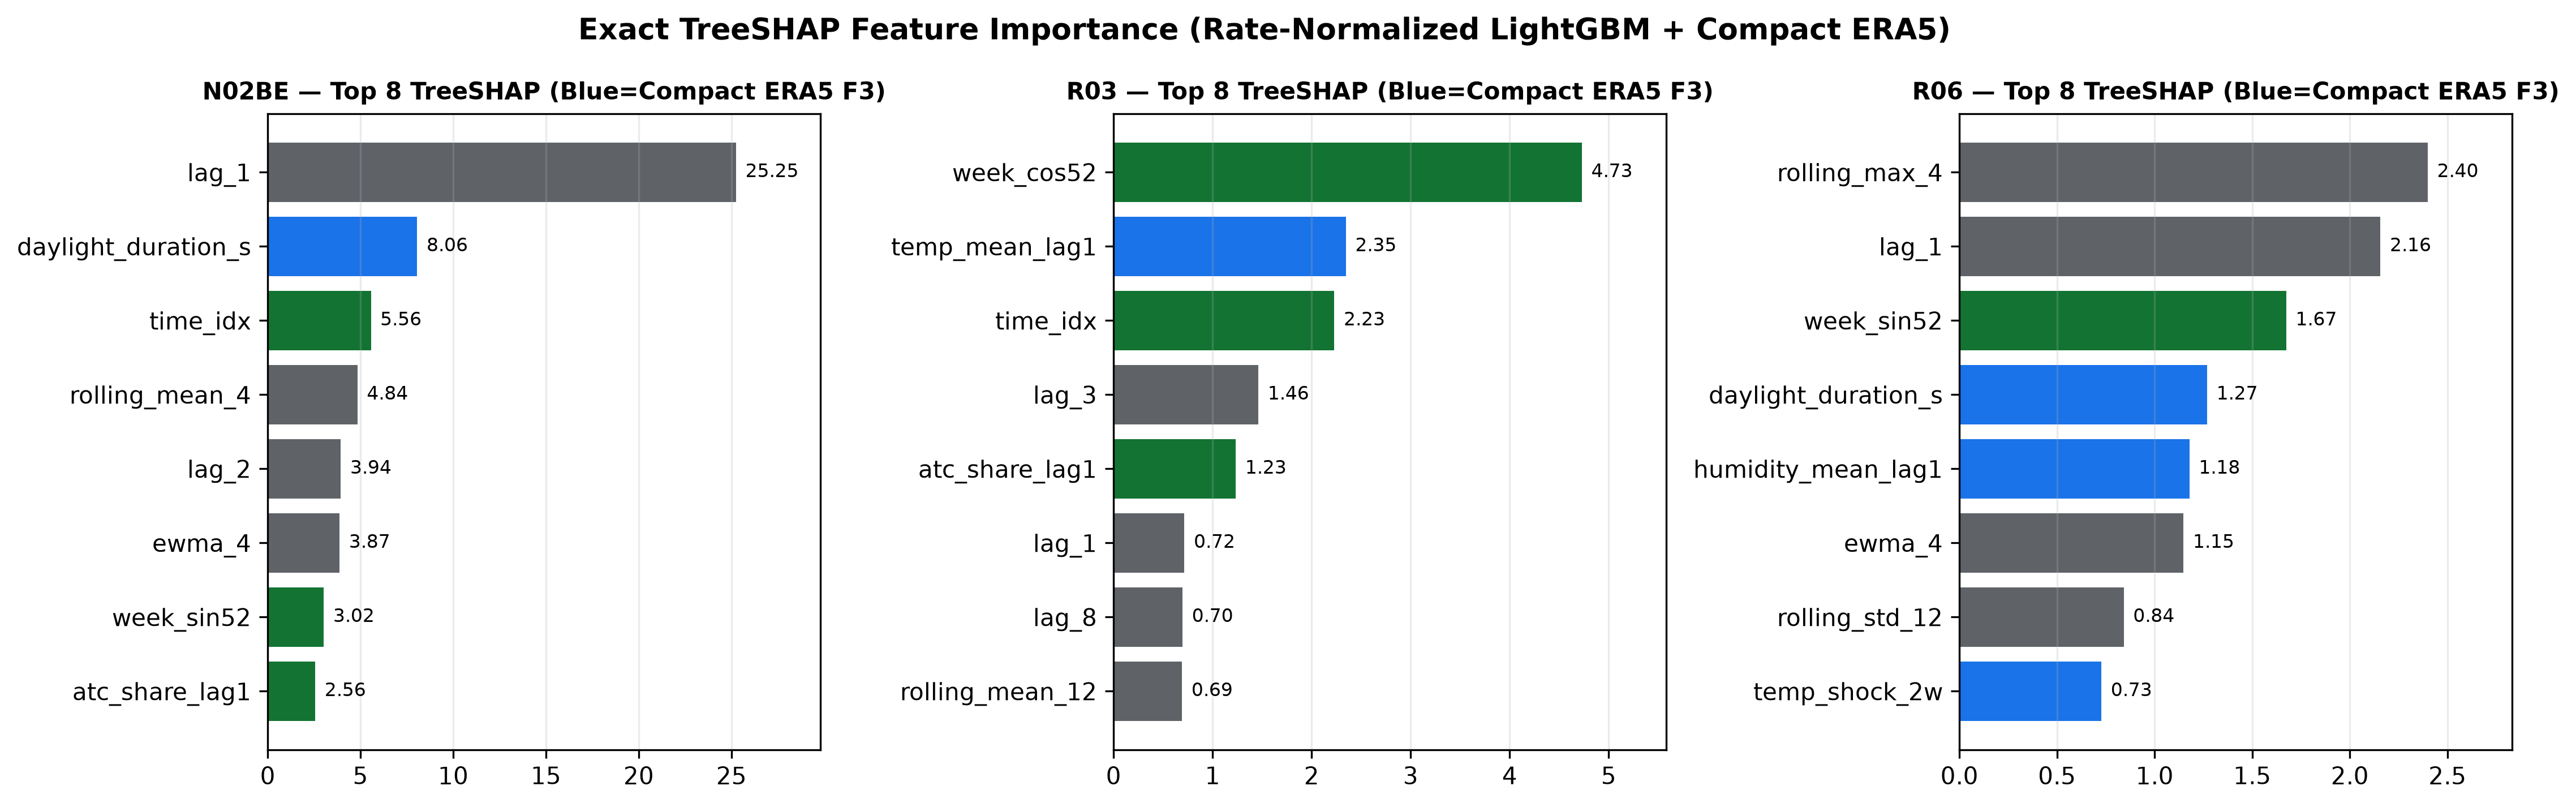 Exact TreeSHAP Feature Importance (Rate-Normalized LightGBM + Compact ERA5)
N02BE — Top 8 TreeSHAP (Blue=Compact ERA5 F3)
lag_1 25.25
daylight_duration_s 8.06
time_idx 5.56
rolling_mean_4 4.84
lag_2 3.94
ewma_4 3.87
week_sin52 3.02
atc_share_lag1 2.56
0 5 10 15 20 25
R03 — Top 8 TreeSHAP (Blue=Compact ERA5 F3)
week_cos52 4.73
temp_mean_lag1 2.35
time_idx 2.23
lag_3 1.46
atc_share_lag1 1.23
lag_1 0.72
lag_8 0.70
rolling_mean_12 0.69
0 1 2 3 4 5
R06 — Top 8 TreeSHAP (Blue=Compact ERA5 F3)
rolling_max_4 2.40
lag_1 2.16
week_sin52 1.67
daylight_duration_s 1.27
humidity_mean_lag1 1.18
ewma_4 1.15
rolling_std_12 0.84
temp_shock_2w 0.73
0.0 0.5 1.0 1.5 2.0 2.5